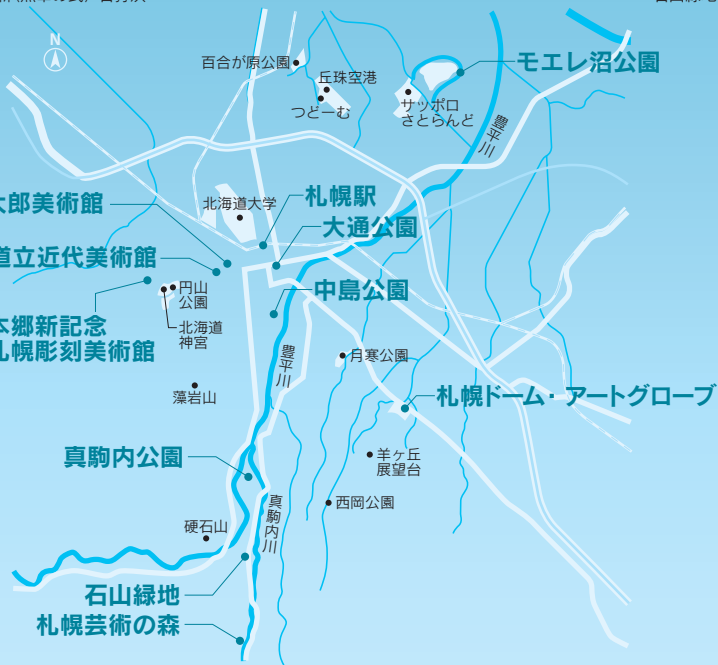 N
百合が原公園
丘珠空港
つどーむ
モエレ沼公園
サッポロ
さとらんど
豊平川
太郎美術館
北海道大学
札幌駅
大通公園
道立近代美術館
円山
公園
中島公園
本郷新記念
札幌彫刻美術館
北海道
神宮
豊平川
月寒公園
藻岩山
札幌ドーム・アートグローブ
真駒内公園
羊ヶ丘
展望台
西岡公園
真駒内川
硬石山
石山緑地
札幌芸術の森